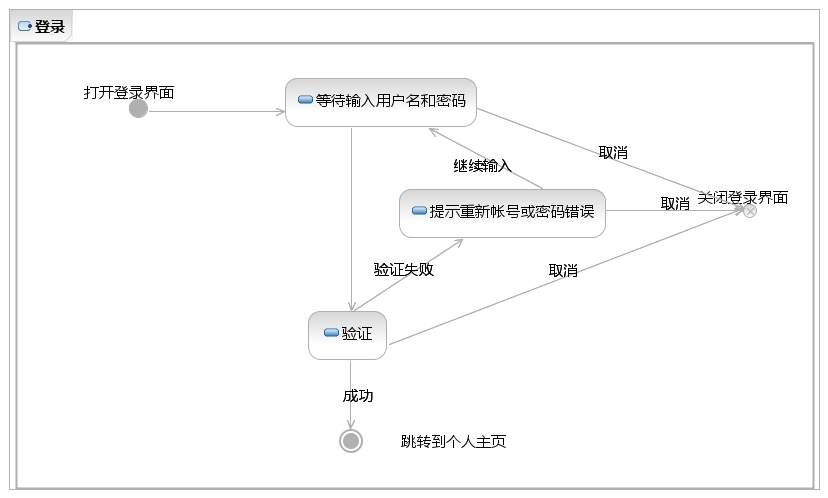 登录
打开登录界面
等待输入用户名和密码
取消
继续输入
关闭登录界面
提示重新帐号或密码错误
取消
验证失败
取消
验证
成功
跳转到个人主页